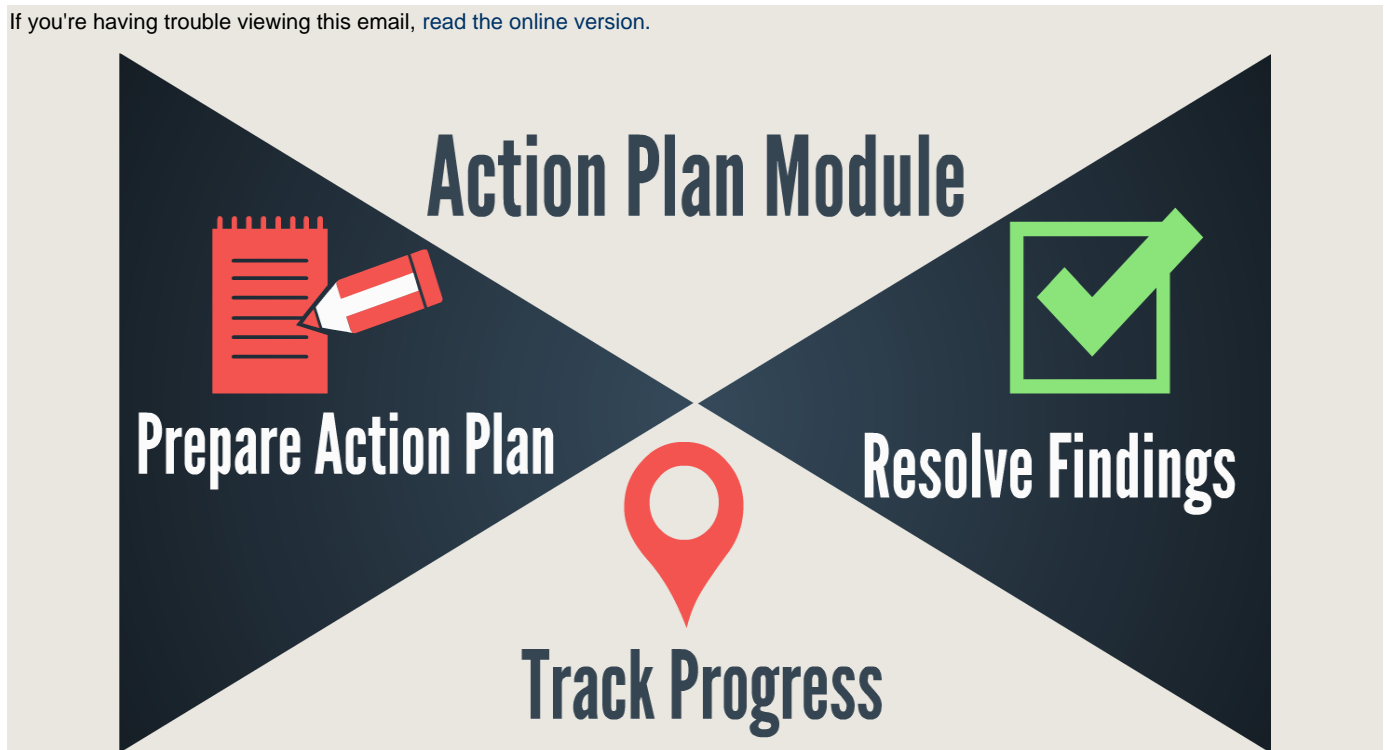 If you're having trouble viewing this email, read the online version.
Action Plan Module
Prepare Action Plan
Resolve Findings
Track Progress